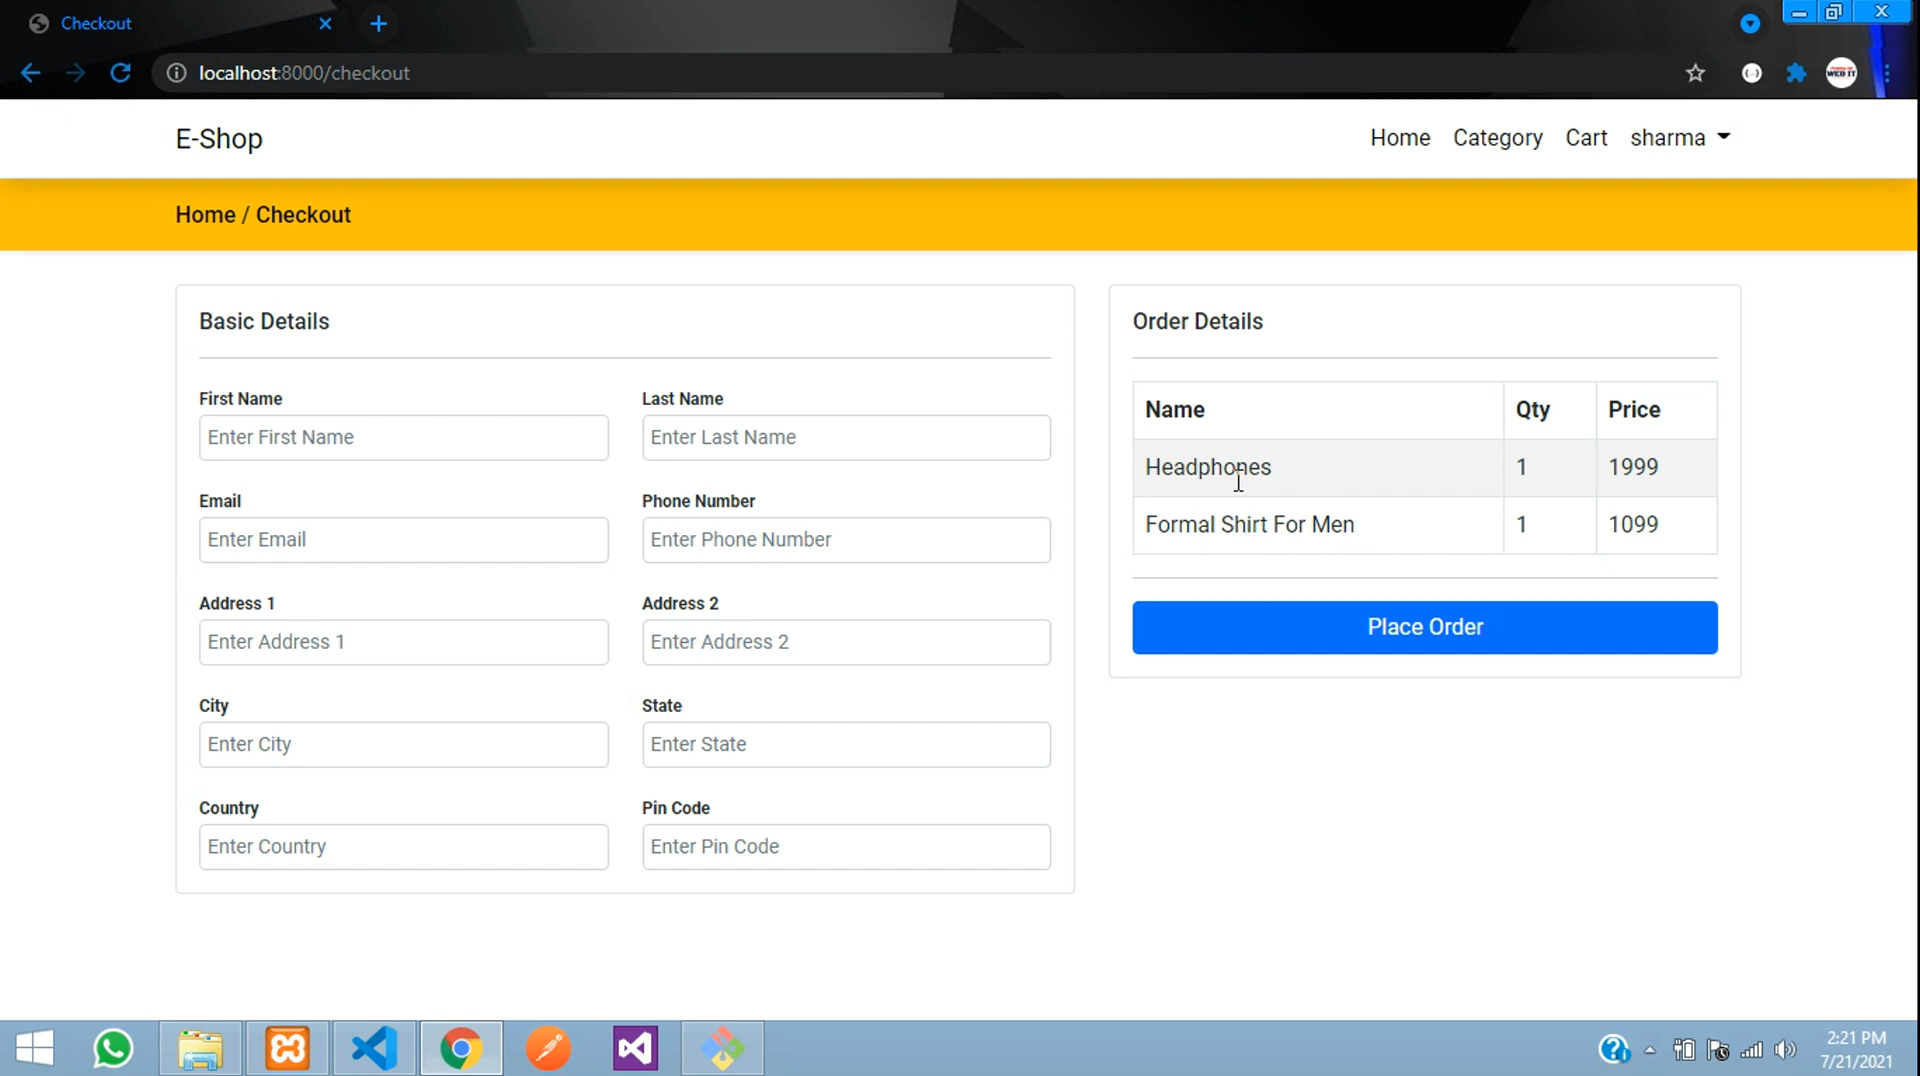 Checkout
localhost:8000/checkout
E-Shop
Home Category Cart sharma
Home / Checkout
Basic Details
First Name
Last Name
Enter First Name
Enter Last Name
Email
Phone Number
Enter Email
Enter Phone Number
Address 1
Address 2
Enter Address 1
Enter Address 2
City
State
Enter City
Enter State
Country
Pin Code
Enter Country
Enter Pin Code
Order Details
Name Qty Price
Headphones 1 1999
Formal Shirt For Men 1 1099
Place Order
2:21 PM
7/21/2021